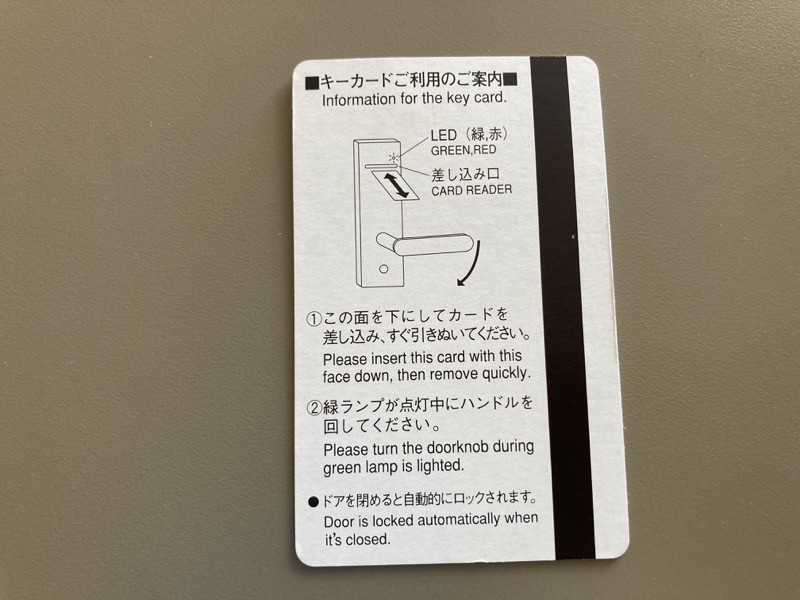 ■キーカードご利用のご案内■
Information for the key card.
LED（緑,赤）
GREEN,RED
差し込み口
CARD READER
①この面を下にしてカードを
差し込み、すぐ引きぬいてください。
Please insert this card with this
face down, then remove quickly.
②緑ランプが点灯中にハンドルを
回してください。
Please turn the doorknob during
green lamp is lighted.
●ドアを閉めると自動的にロックされます。
Door is locked automatically when
it's closed.